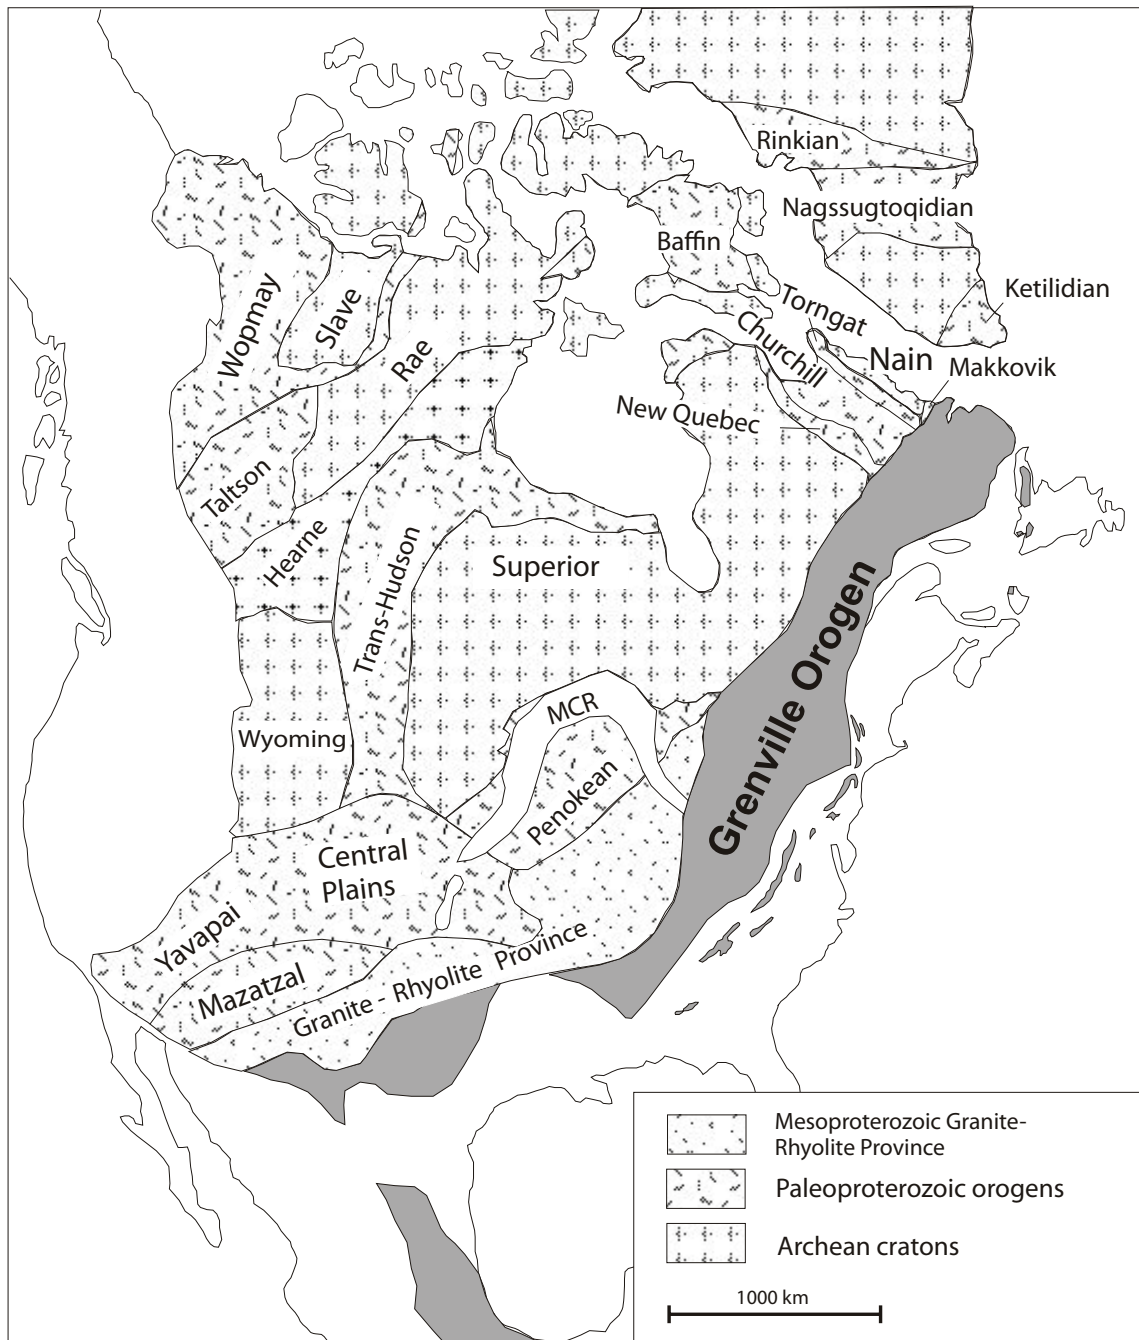 Rinkian
Nagssugtoqidian
Baffin
Ketilidian
Torngat
Wopmay
Slave
Churchill
Nain
Rae
Makkovik
New Quebec
Taltson
Hearne
Trans-Hudson
Superior
Grenville Orogen
MCR
Wyoming
Penokean
Central
Plains
Yavapai
Mazatzal
Granite - Rhyolite Province
Mesoproterozoic Granite-
Rhyolite Province
Paleoproterozoic orogens
Archean cratons
1000 km